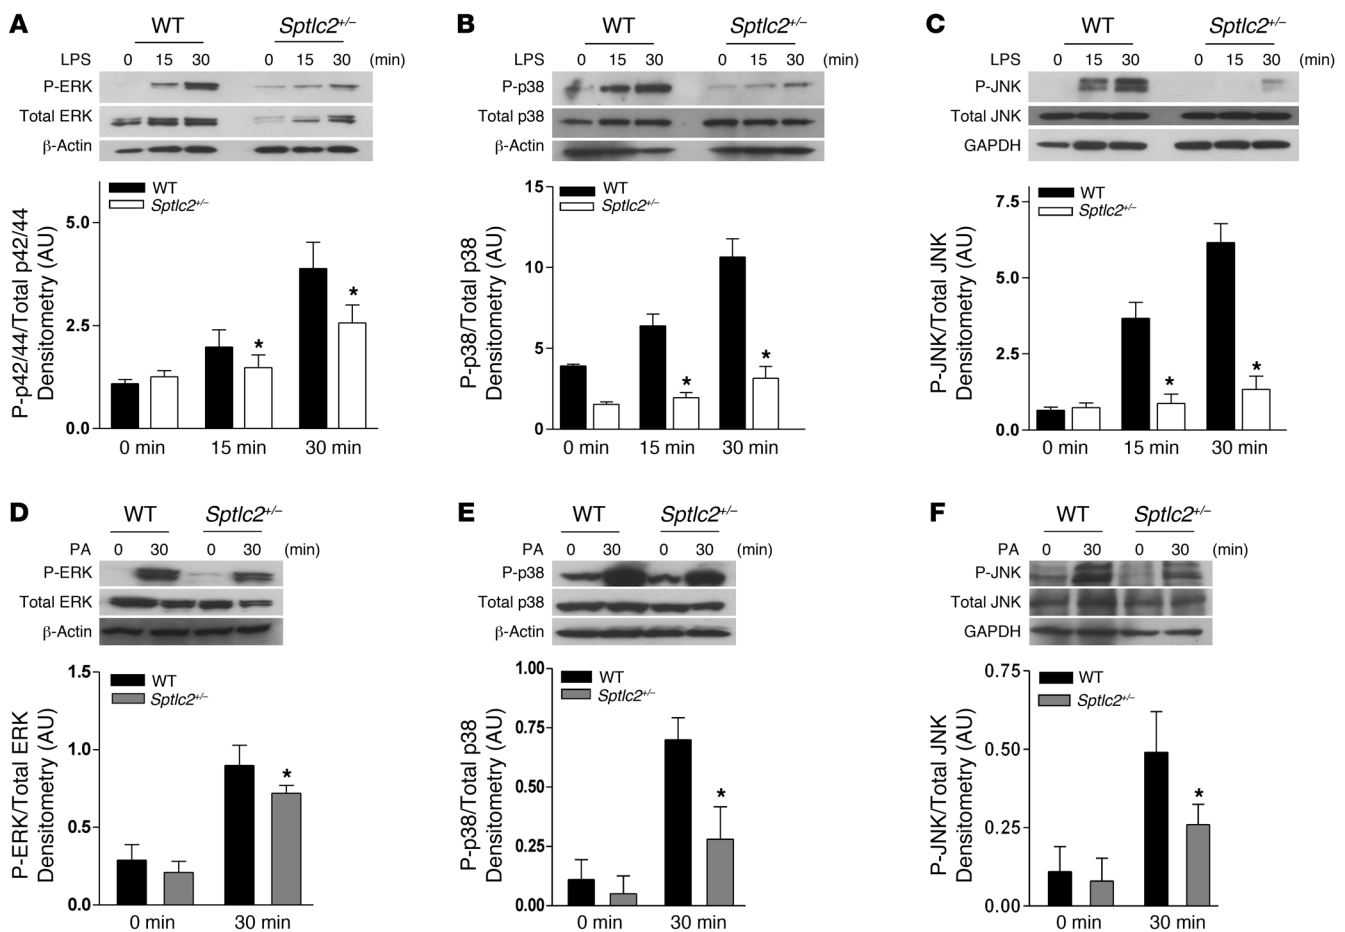 A
WT Sptlc2+/–
LPS 0 15 30 0 15 30 (min)
P-ERK
Total ERK
β-Actin
WT
Sptlc2+/–
P-p42/44/Total p42/44
Densitometry (AU)
5.0
2.5
0.0
0 min 15 min 30 min
*
*
B
WT Sptlc2+/–
LPS 0 15 30 0 15 30 (min)
P-p38
Total p38
β-Actin
WT
Sptlc2+/–
P-p38/Total p38
Densitometry (AU)
15
10
5
0
0 min 15 min 30 min
*
*
C
WT Sptlc2+/–
LPS 0 15 30 0 15 30 (min)
P-JNK
Total JNK
GAPDH
WT
Sptlc2+/–
P-JNK/Total JNK
Densitometry (AU)
7.5
5.0
2.5
0.0
0 min 15 min 30 min
*
*
D
WT Sptlc2+/–
PA 0 30 0 30 (min)
P-ERK
Total ERK
β-Actin
WT
Sptlc2+/–
P-ERK/Total ERK
Densitometry (AU)
1.5
1.0
0.5
0.0
0 min 30 min
*
E
WT Sptlc2+/–
PA 0 30 0 30 (min)
P-p38
Total p38
β-Actin
WT
Sptlc2+/–
P-p38/Total p38
Densitometry (AU)
1.00
0.75
0.50
0.25
0.00
0 min 30 min
*
F
WT Sptlc2+/–
PA 0 30 0 30 (min)
P-JNK
Total JNK
GAPDH
WT
Sptlc2+/–
P-JNK/Total JNK
Densitometry (AU)
0.75
0.50
0.25
0.00
0 min 30 min
*